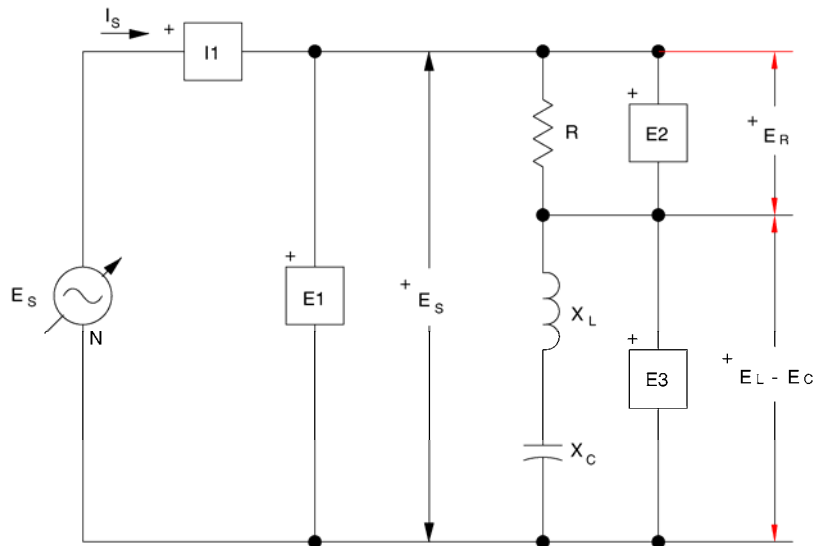 IS
+
I1
+
E2
R
+
ER
+
E1
+
ES
ES
N
XL
+
E3
+
EL - EC
XC